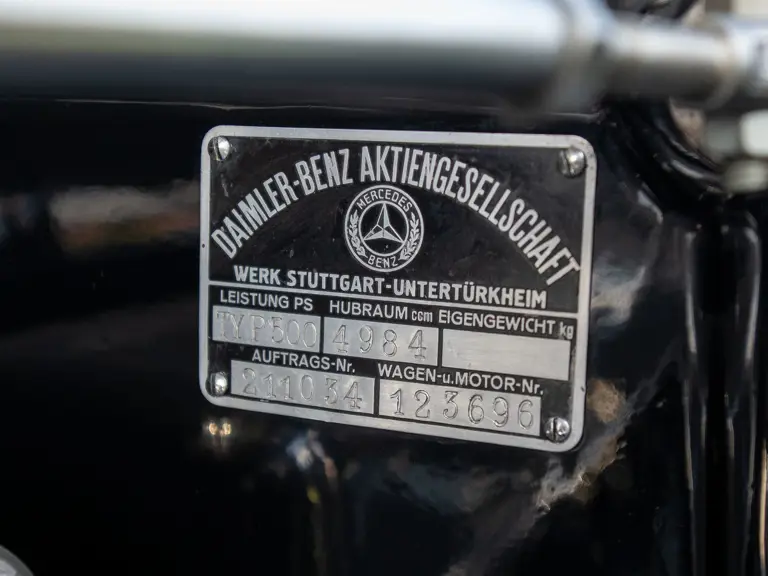 DAIMLER-BENZ AKTIENGESELLSCHAFT
MERCEDES
BENZ
WERK STUTTGART-UNTERTÜRKHEIM
LEISTUNG PS HUBRAUM ccm EIGENGEWICHT kg
TYP500 4984
AUFTRAGS-Nr. WAGEN-u.MOTOR-Nr.
211034 123696